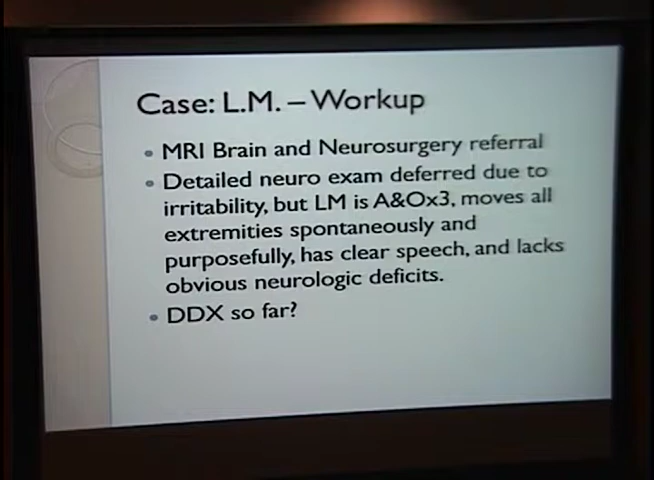 Case: L.M. – Workup
• MRI Brain and Neurosurgery referral
• Detailed neuro exam deferred due to
irritability, but LM is A&Ox3, moves all
extremities spontaneously and
purposefully, has clear speech, and lacks
obvious neurologic deficits.
• DDX so far?